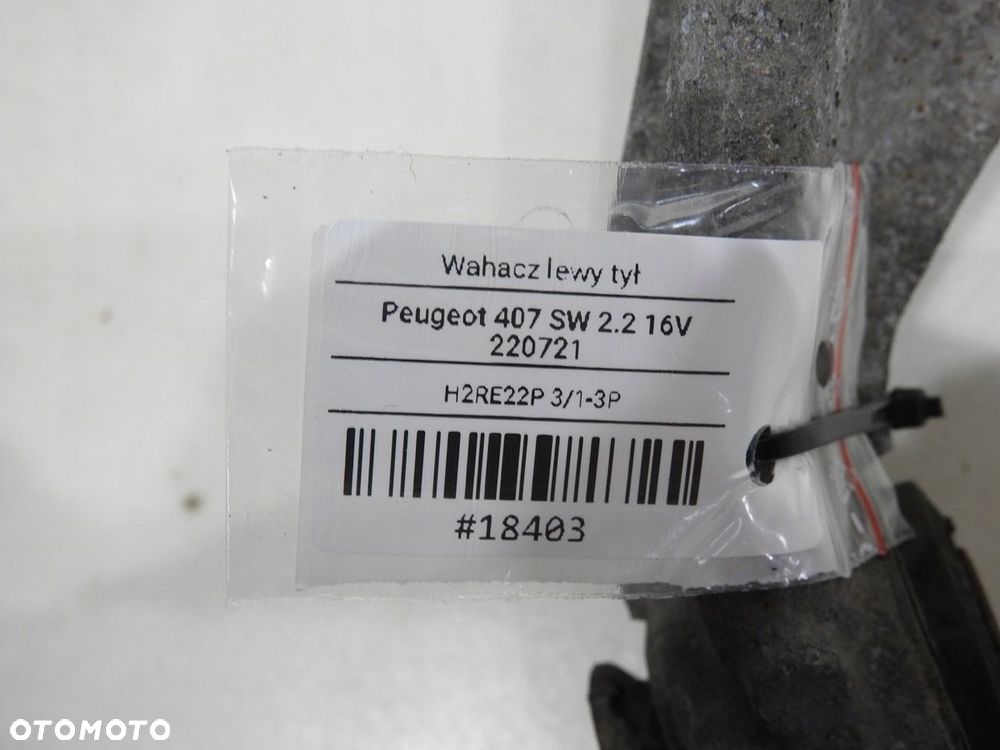 Wahacz lewy tył
Peugeot 407 SW 2.2 16V
220721
H2RE22P 3/1-3P
#18403
OTOMOTO